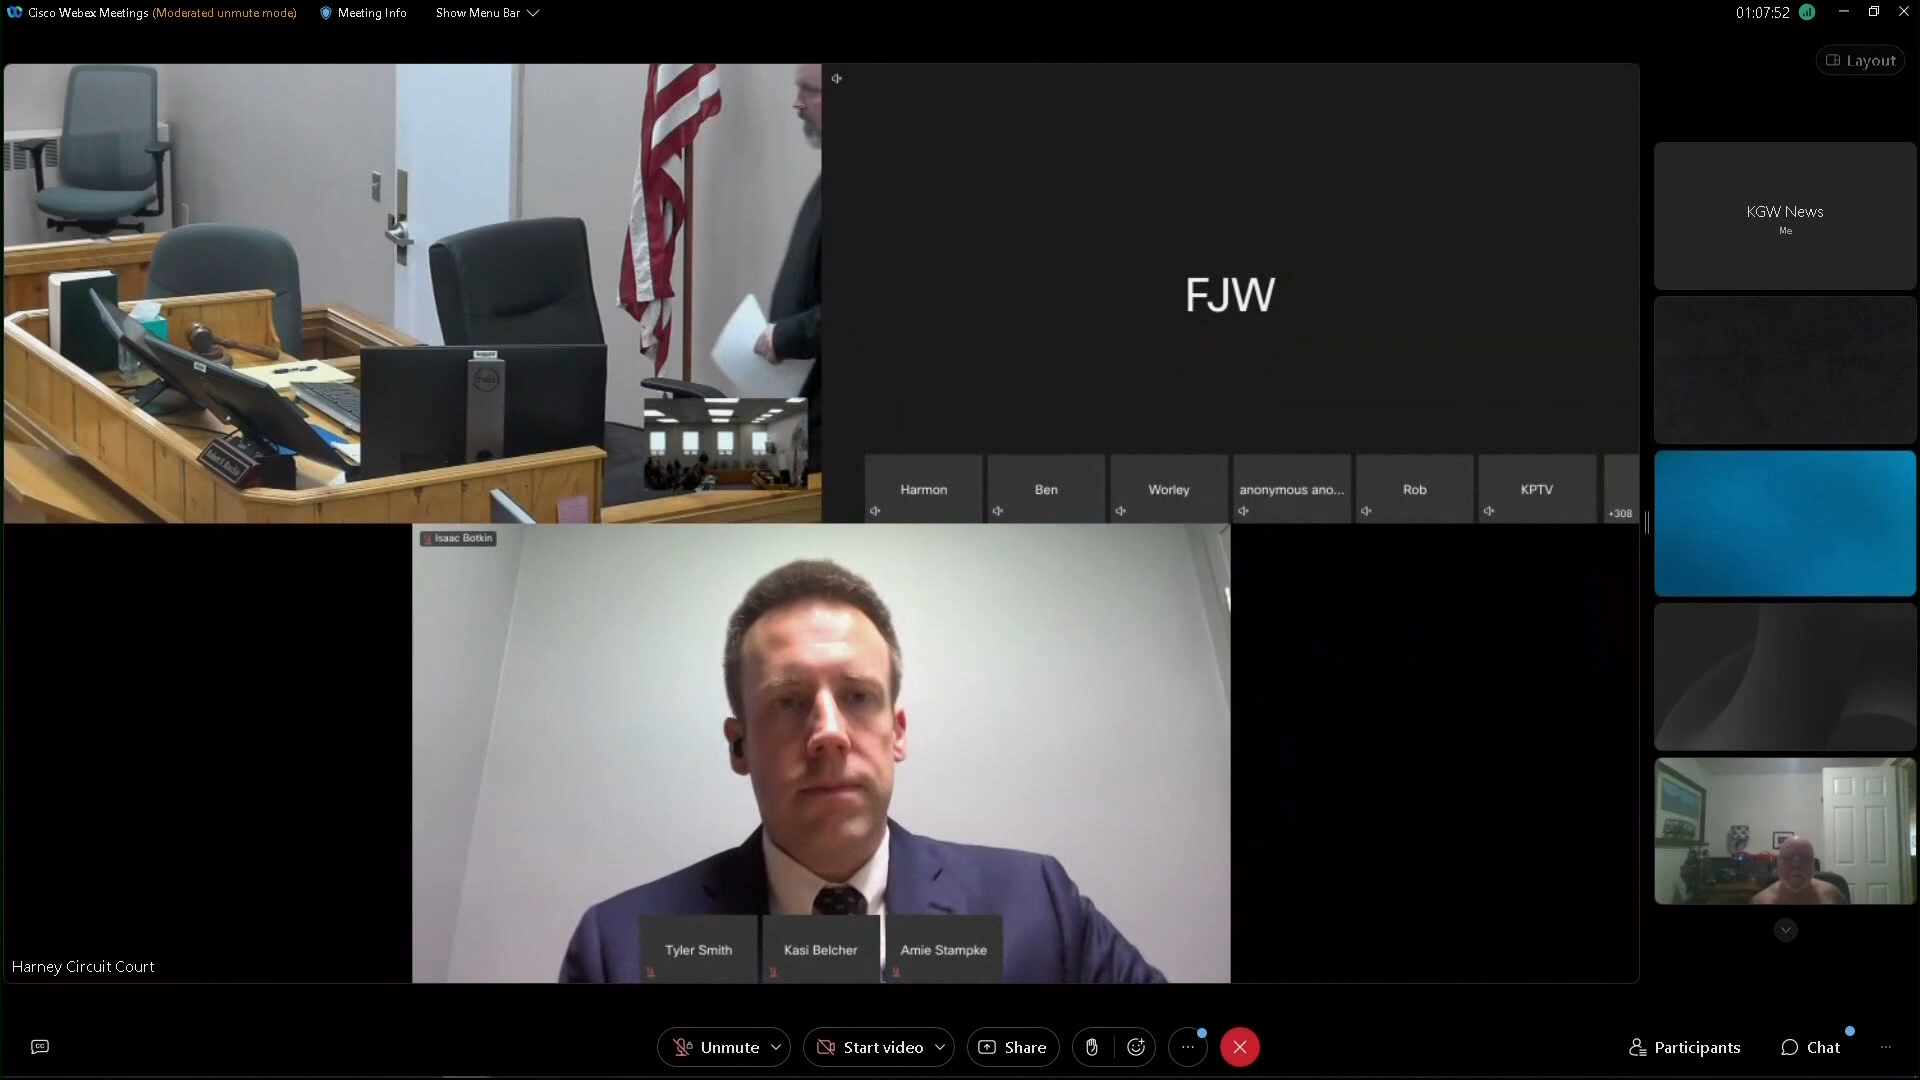 Cisco Webex Meetings (Moderated unmute mode)
Meeting Info
Show Menu Bar
01:07:52
Layout
FJW
KGW News
Me
Harmon
Ben
Worley
anonymous ano...
Rob
KPTV
+308
Isaac Botkin
Tyler Smith
Kasi Belcher
Amie Stampke
Harney Circuit Court
CC
Unmute
Start video
Share
Participants
Chat